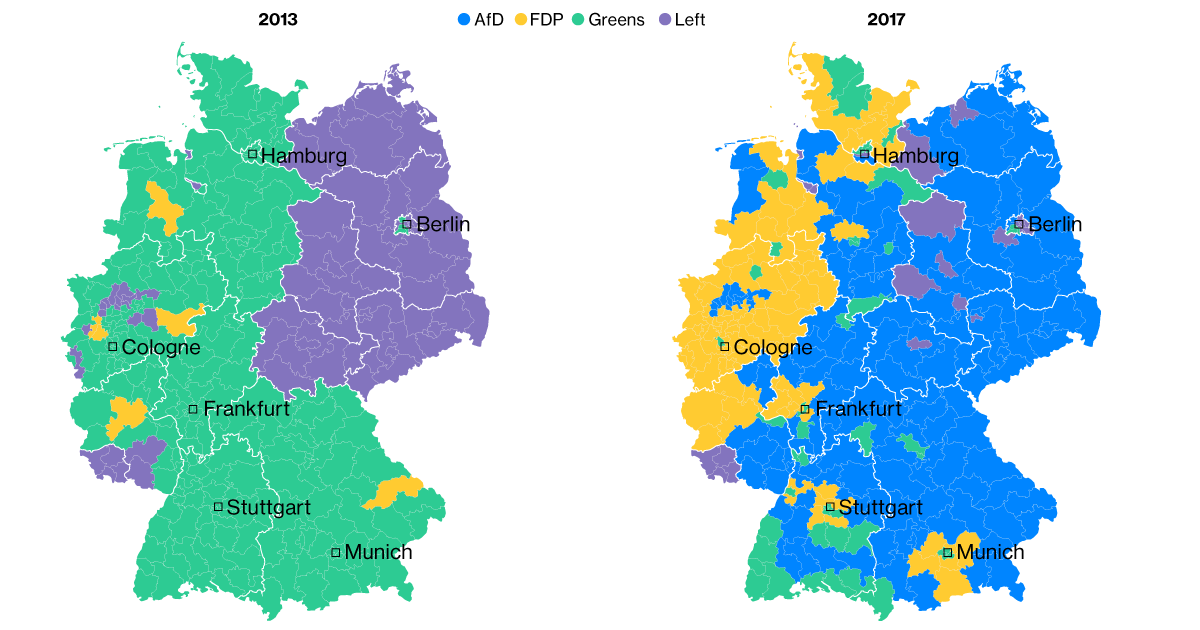 2013
AfD FDP Greens Left
2017
Hamburg
Berlin
Cologne
Frankfurt
Stuttgart
Munich
Hamburg
Berlin
Cologne
Frankfurt
Stuttgart
Munich